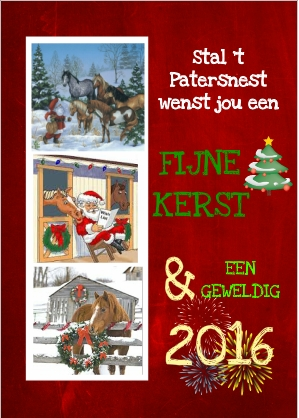 Stal 't
Patersnest
wenst jou een
FIJNE
KERST
& EEN
GEWELDIG
2016